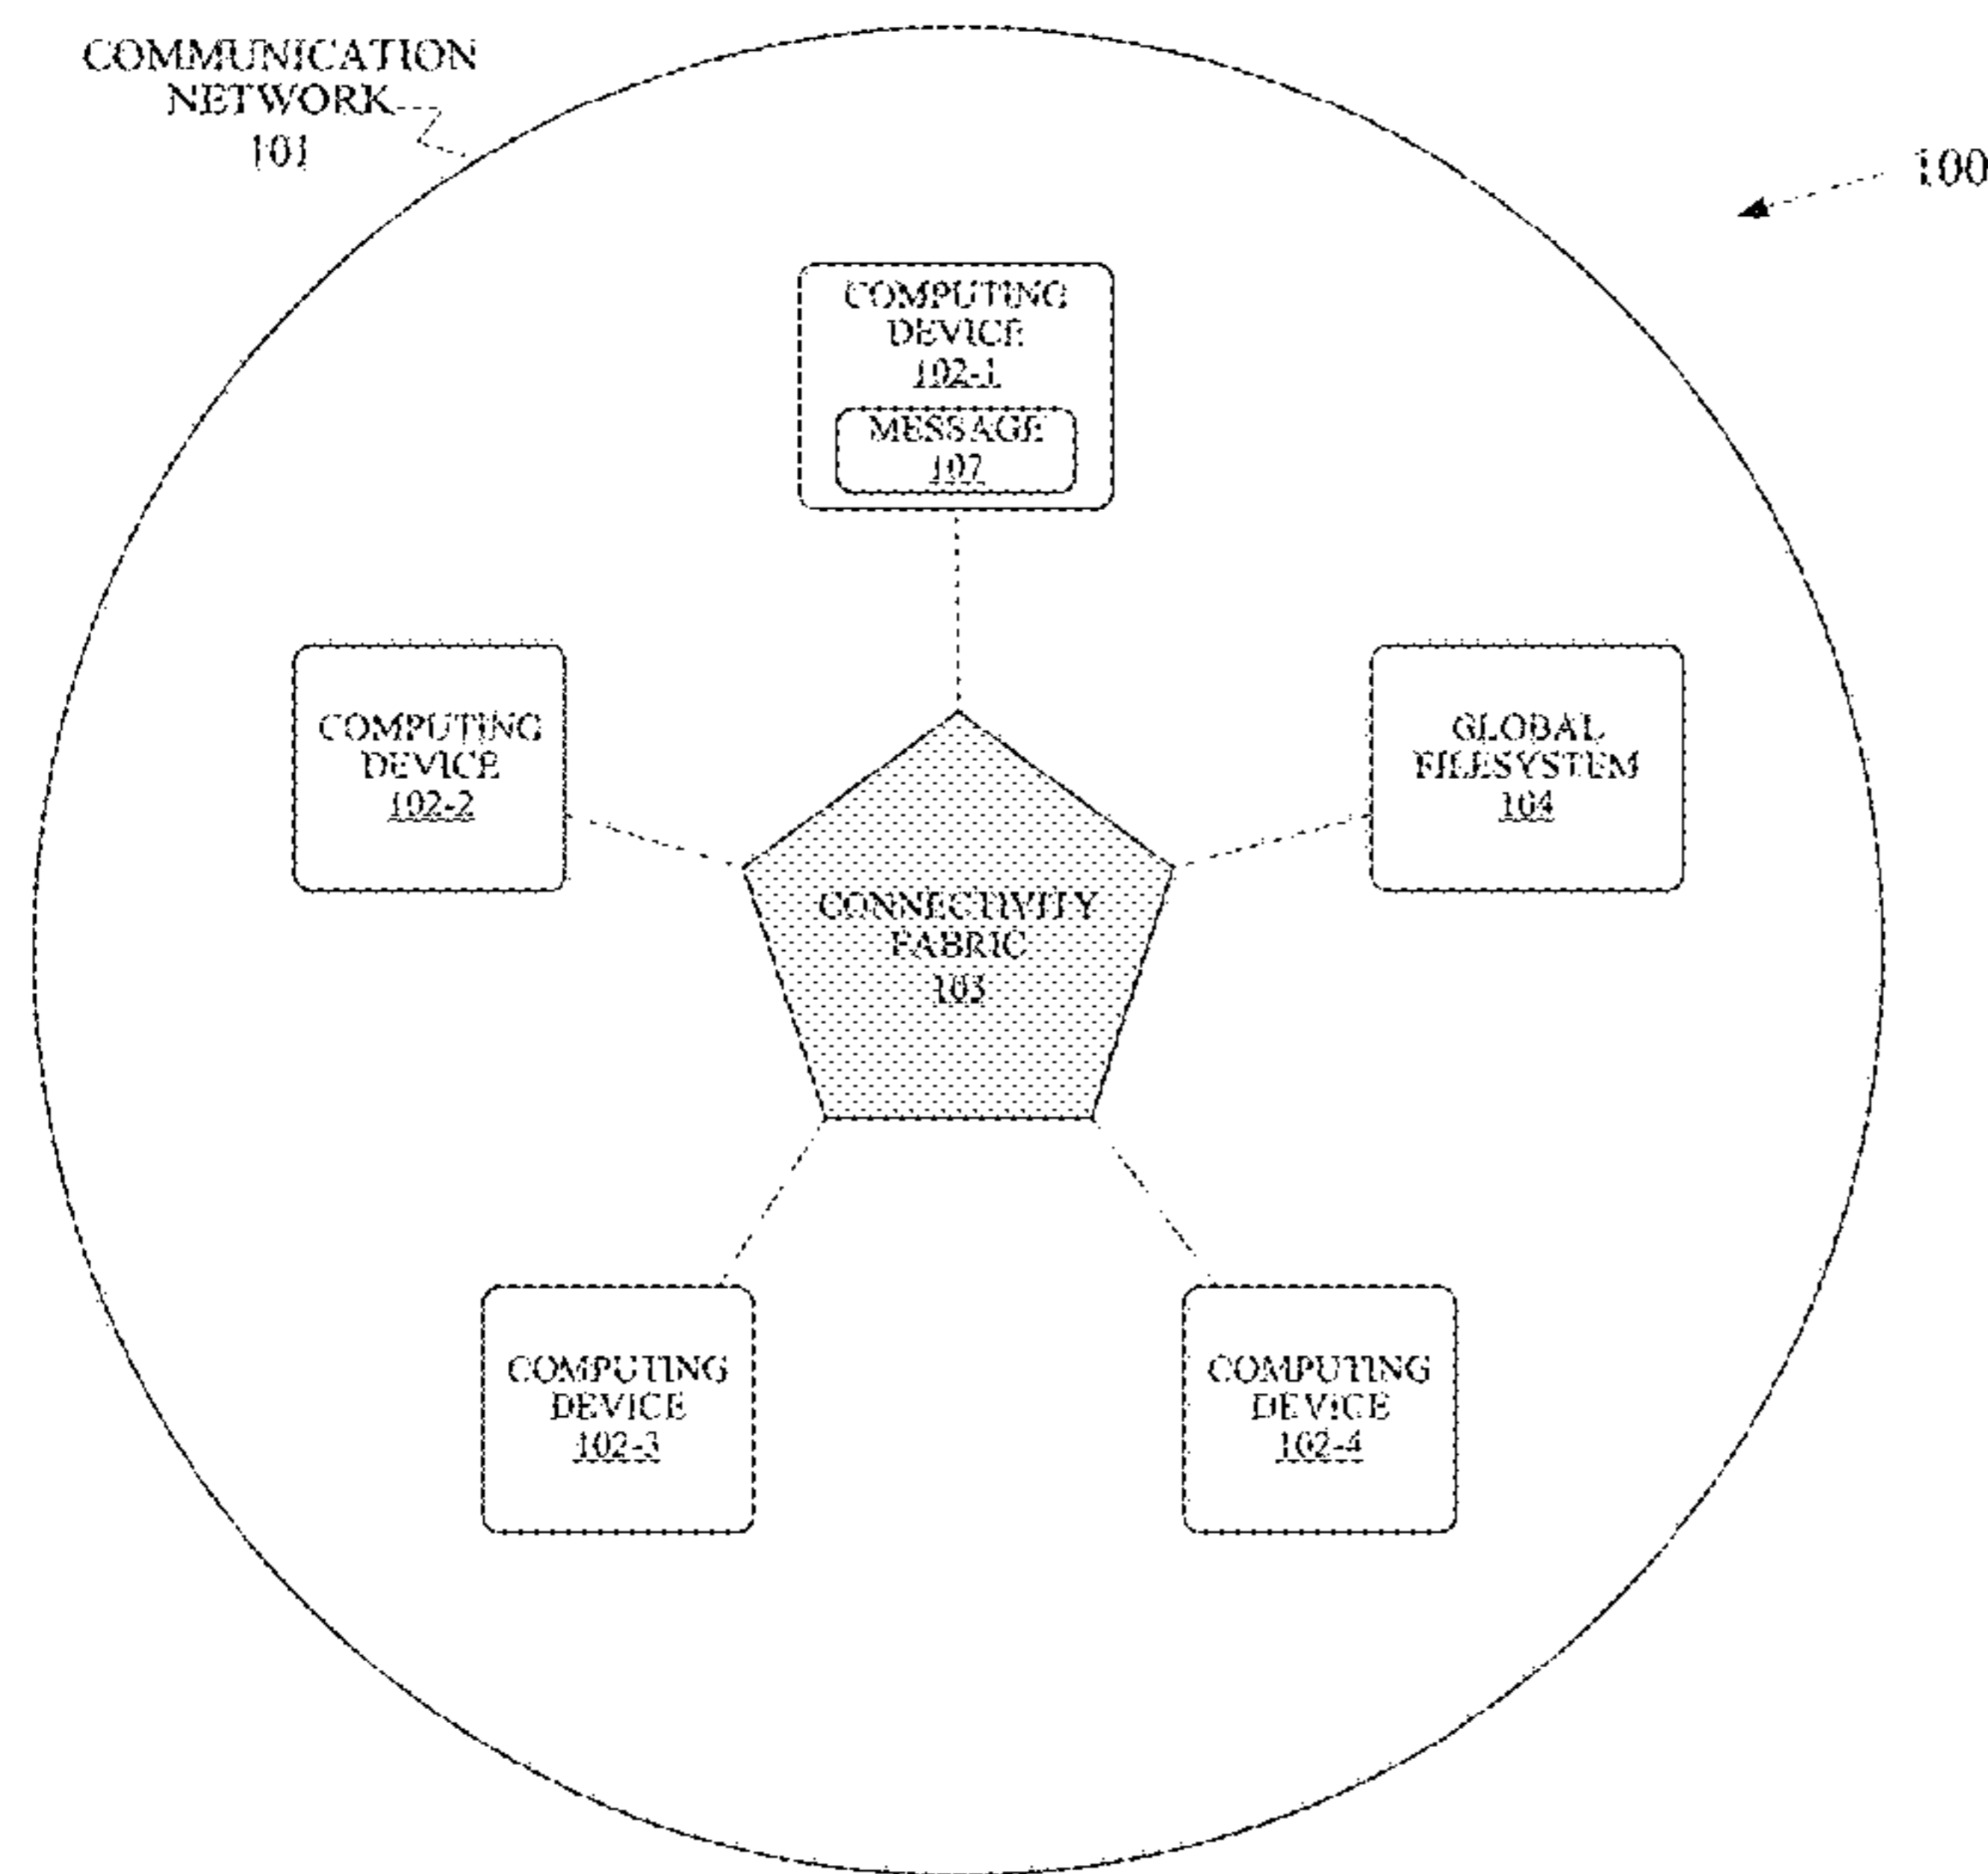 COMMUNICATION
NETWORK
101
100
COMPUTING
DEVICE
102-1
MESSAGE
107
COMPUTING
DEVICE
102-2
GLOBAL
FILESYSTEM
104
CONNECTIVITY
FABRIC
103
COMPUTING
DEVICE
102-3
COMPUTING
DEVICE
102-4